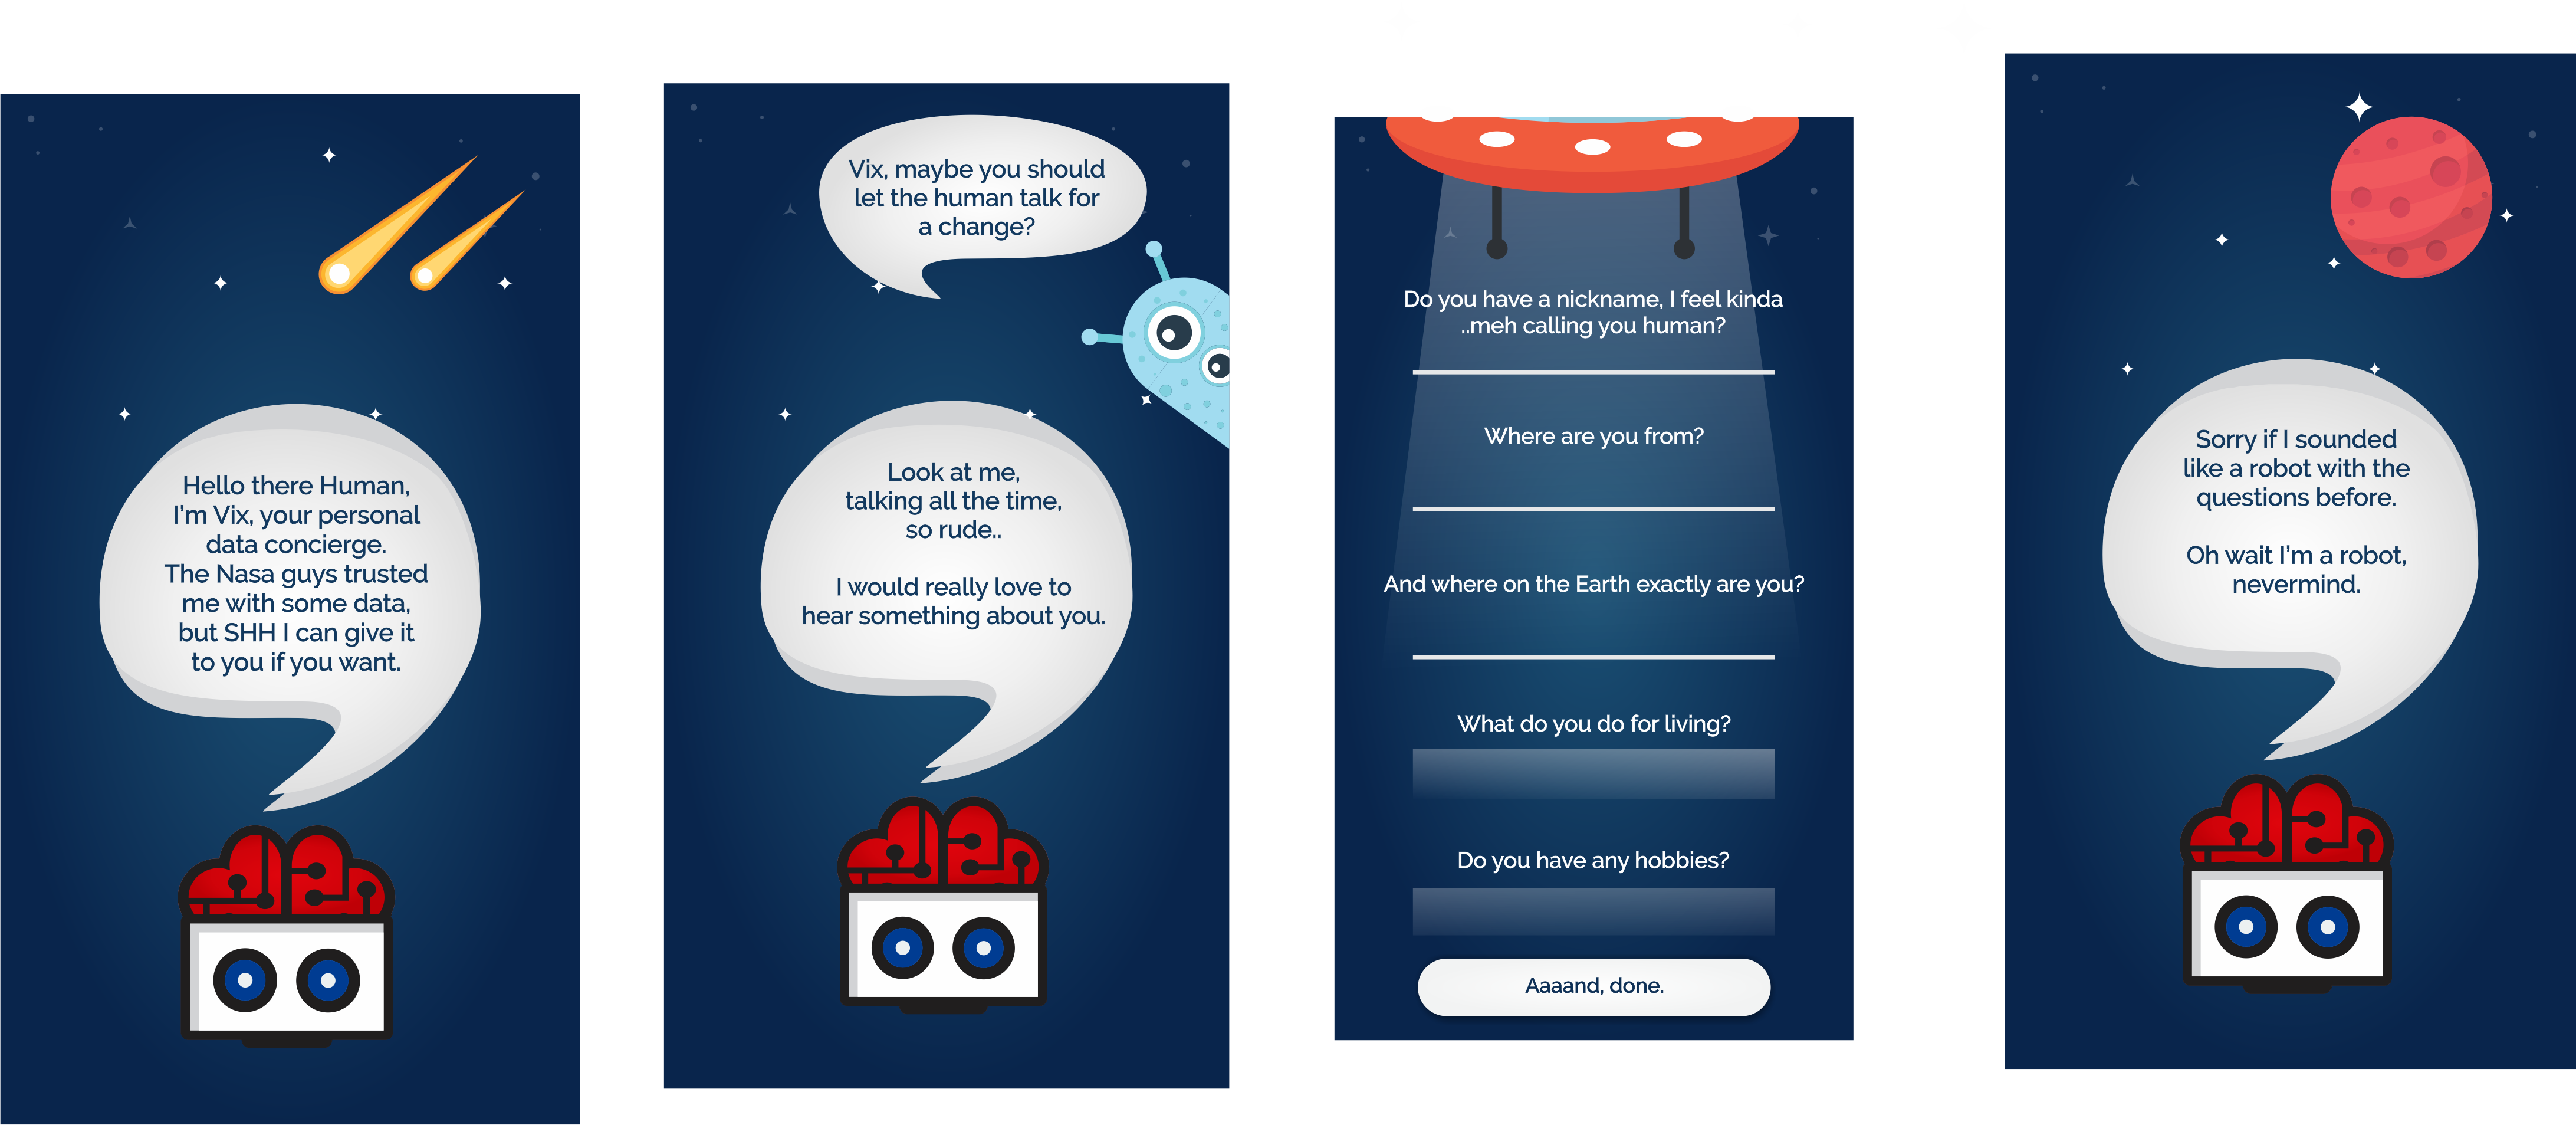 Hello there Human,
I'm Vix, your personal
data concierge.
The Nasa guys trusted
me with some data,
but SHH I can give it
to you if you want.
Vix, maybe you should
let the human talk for
a change?
Look at me,
talking all the time,
so rude..
I would really love to
hear something about you.
Do you have a nickname, I feel kinda
..meh calling you human?
Where are you from?
And where on the Earth exactly are you?
What do you do for living?
Do you have any hobbies?
Aaaand, done.
Sorry if I sounded
like a robot with the
questions before.
Oh wait I'm a robot,
nevermind.